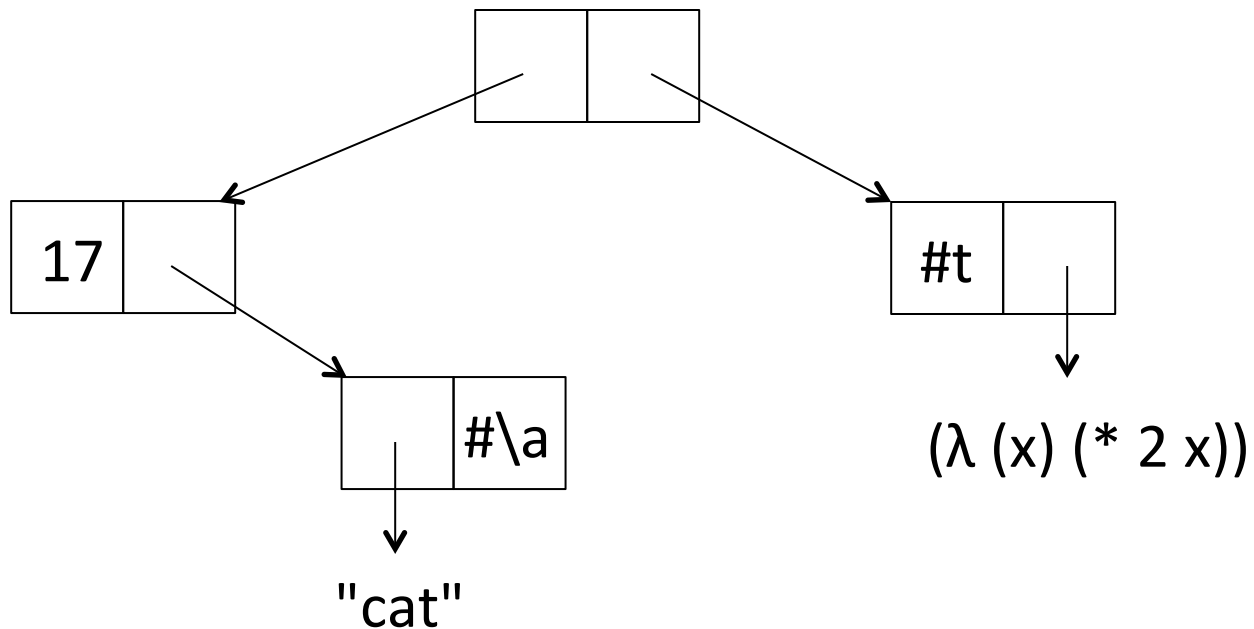 17
#t
#\a
(λ (x) (* 2 x))
"cat"